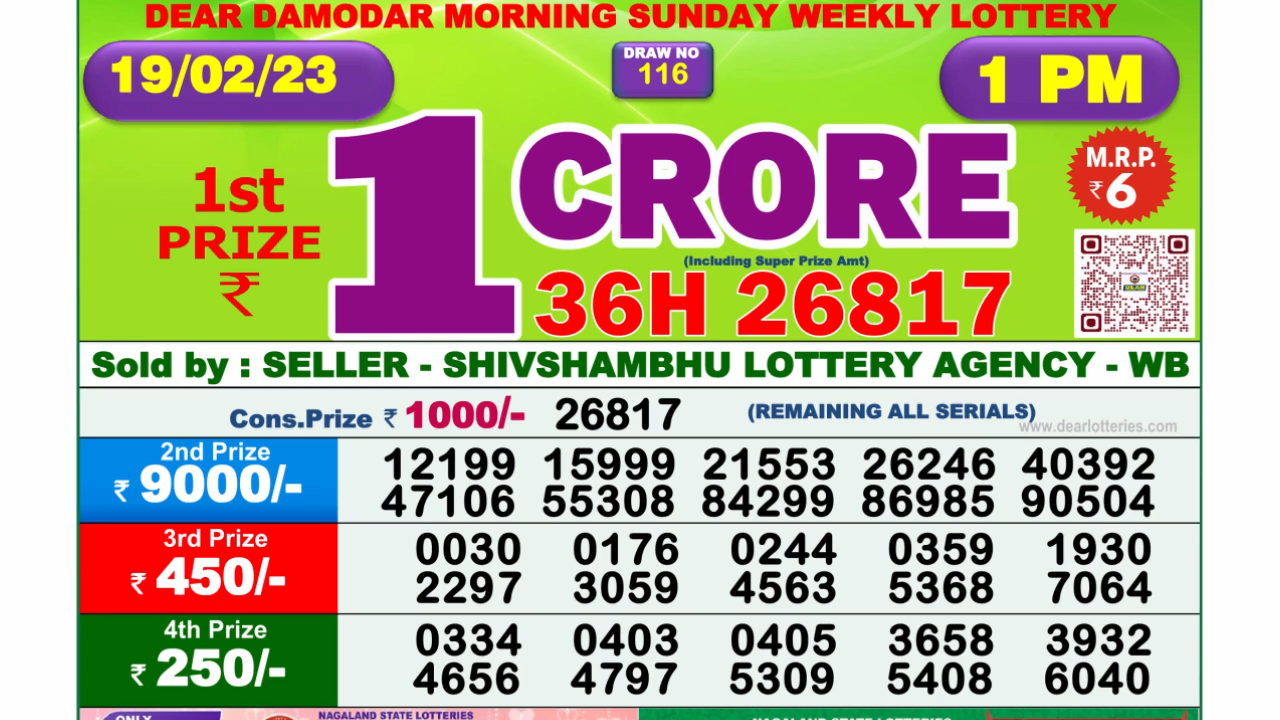 DEAR DAMODAR MORNING SUNDAY WEEKLY LOTTERY
19/02/23
DRAW NO
116
1 PM
1st
PRIZE
₹
1 CRORE
(Including Super Prize Amt)
36H 26817
M.R.P.
₹6
Sold by : SELLER - SHIVSHAMBHU LOTTERY AGENCY - WB
Cons.Prize ₹ 1000/- 26817 (REMAINING ALL SERIALS)
www.dearlotteries.com
2nd Prize
₹ 9000/-
12199 15999 21553 26246 40392
47106 55308 84299 86985 90504
3rd Prize
₹ 450/-
0030 0176 0244 0359 1930
2297 3059 4563 5368 7064
4th Prize
₹ 250/-
0334 0403 0405 3658 3932
4656 4797 5309 5408 6040
ONLY
NAGALAND STATE LOTTERIES
NAGALAND STATE LOTTERIES